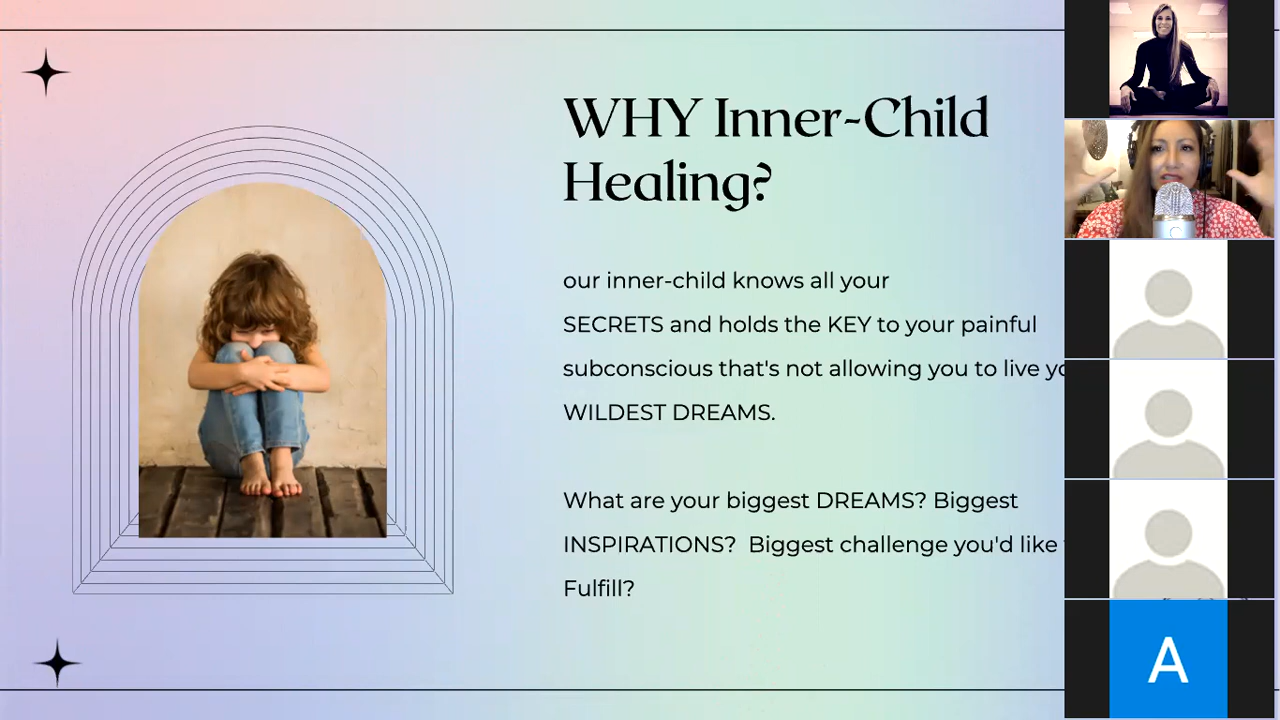 WHY Inner-Child
Healing?
our inner-child knows all your
SECRETS and holds the KEY to your painful
subconscious that's not allowing you to live
WILDEST DREAMS.
What are your biggest DREAMS? Biggest
INSPIRATIONS?  Biggest challenge you'd like
Fulfill?
A